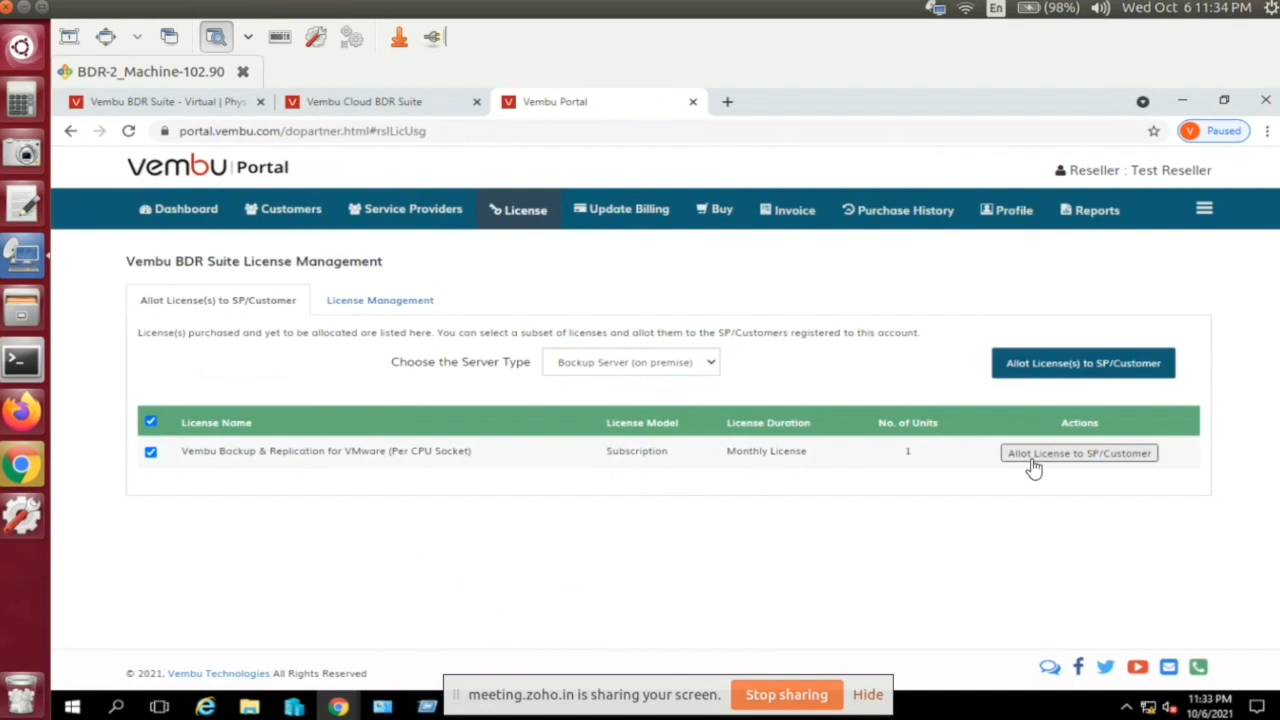 En
(98%)
Wed Oct 6 11:34 PM
BDR-2_Machine-102.90
Vembu BDR Suite - Virtual | Phys
Vembu Cloud BDR Suite
Vembu Portal
portal.vembu.com/dopartner.html#rslLicUsg
V
Paused
vembu | Portal
Reseller : Test Reseller
Dashboard
Customers
Service Providers
License
Update Billing
Buy
Invoice
Purchase History
Profile
Reports
Vembu BDR Suite License Management
Allot License(s) to SP/Customer
License Management
License(s) purchased and yet to be allocated are listed here. You can select a subset of licenses and allot them to the SP/Customers registered to this account.
Choose the Server Type
Backup Server (on premise)
Allot License(s) to SP/Customer
License Name
License Model
License Duration
No. of Units
Actions
Vembu Backup & Replication for VMware (Per CPU Socket)
Subscription
Monthly License
1
Allot License to SP/Customer
© 2021, Vembu Technologies All Rights Reserved
meeting.zoho.in is sharing your screen.
Stop sharing
Hide
11:33 PM
10/6/2021